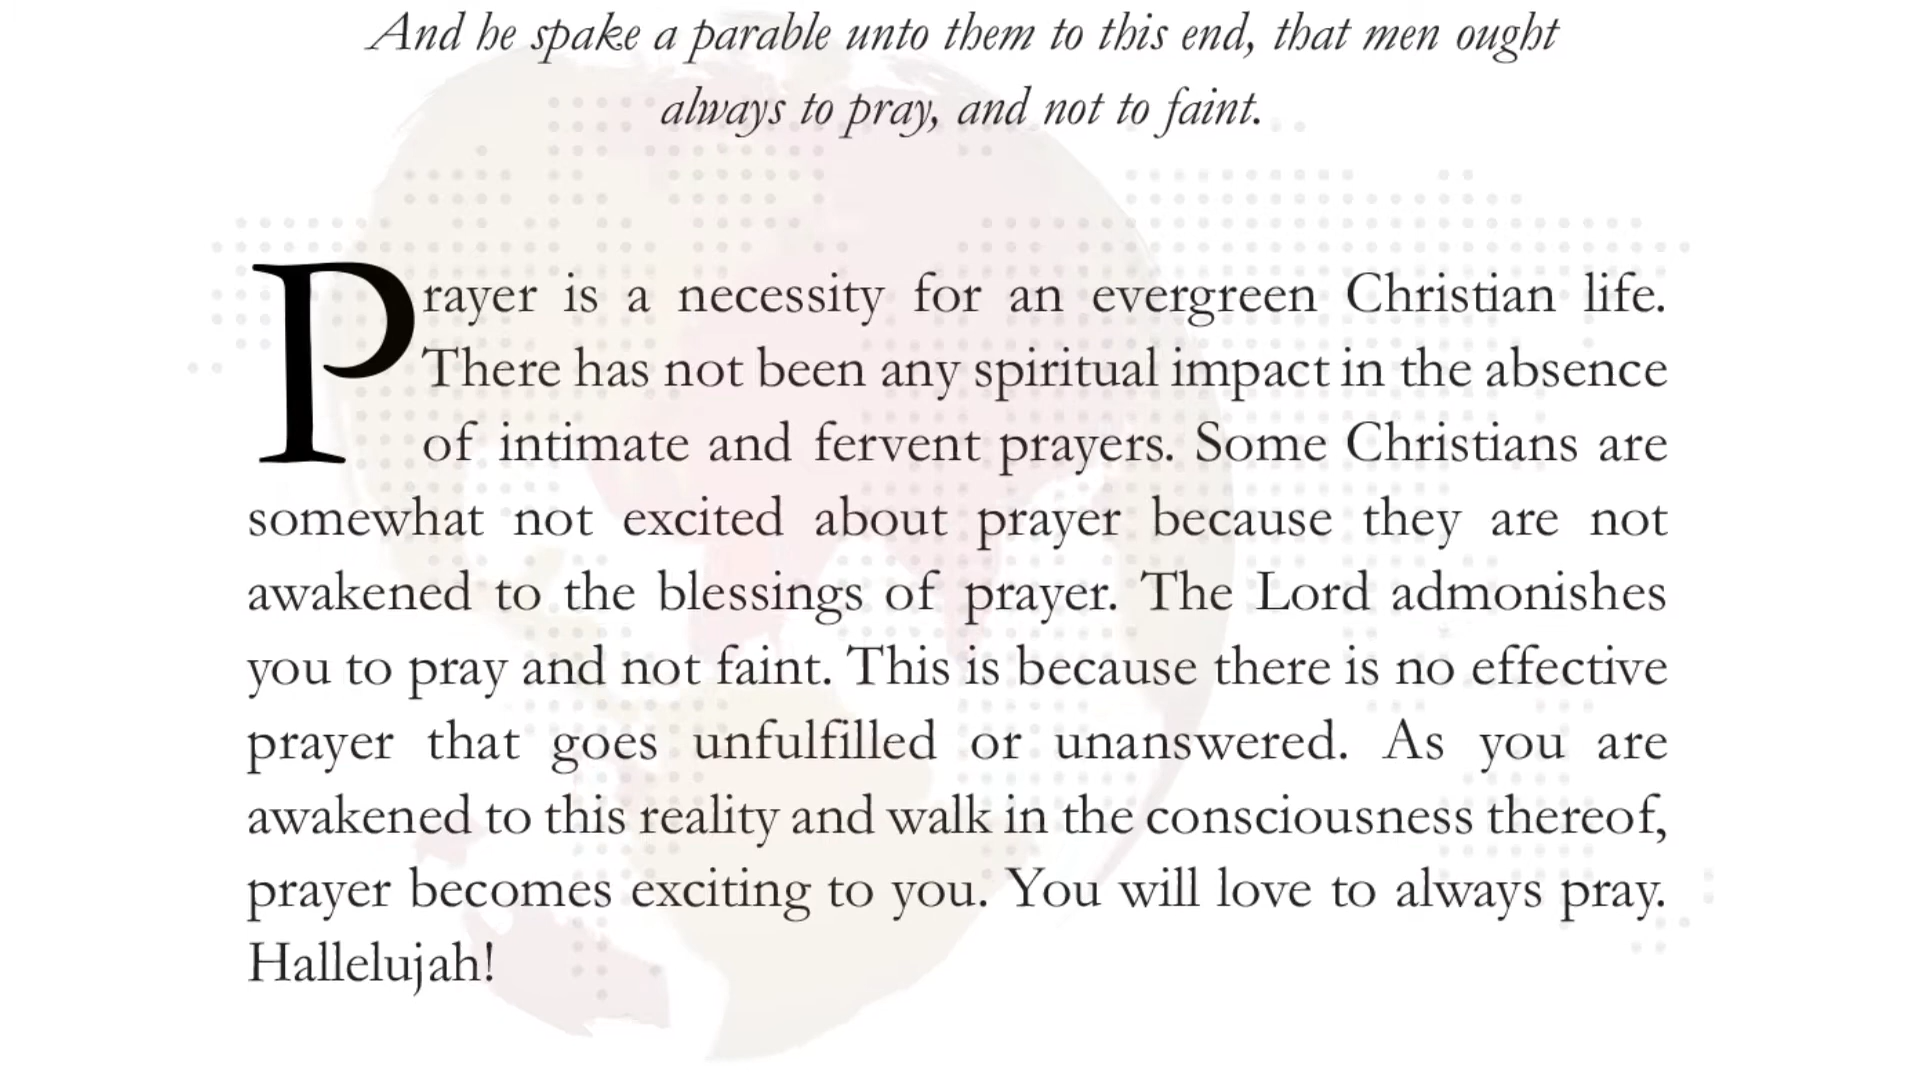 And he spake a parable unto them to this end, that men ought
always to pray, and not to faint.
Prayer is a necessity for an evergreen Christian life.
There has not been any spiritual impact in the absence
of intimate and fervent prayers. Some Christians are
somewhat not excited about prayer because they are not
awakened to the blessings of prayer. The Lord admonishes
you to pray and not faint. This is because there is no effective
prayer that goes unfulfilled or unanswered. As you are
awakened to this reality and walk in the consciousness thereof,
prayer becomes exciting to you. You will love to always pray.
Hallelujah!